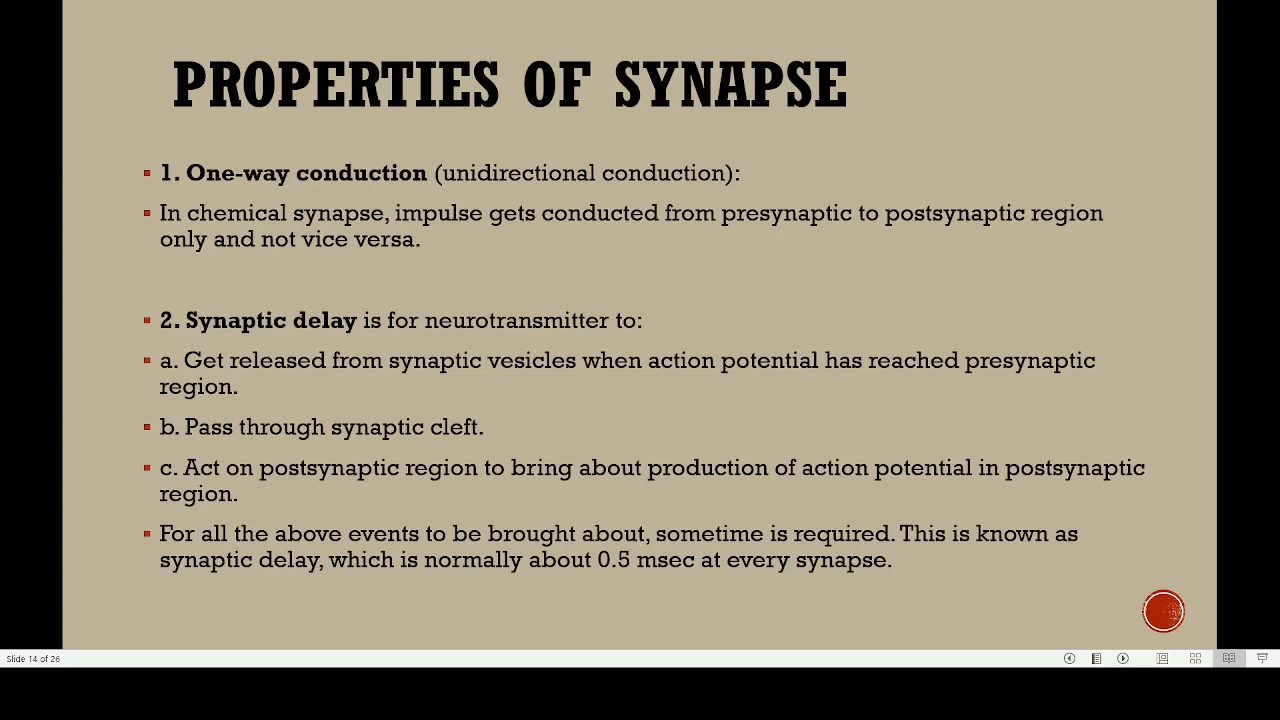 PROPERTIES OF SYNAPSE
1. One-way conduction (unidirectional conduction):
In chemical synapse, impulse gets conducted from presynaptic to postsynaptic region
only and not vice versa.
2. Synaptic delay is for neurotransmitter to:
a. Get released from synaptic vesicles when action potential has reached presynaptic
region.
b. Pass through synaptic cleft.
c. Act on postsynaptic region to bring about production of action potential in postsynaptic
region.
For all the above events to be brought about, sometime is required. This is known as
synaptic delay, which is normally about 0.5 msec at every synapse.
Slide 14 of 26